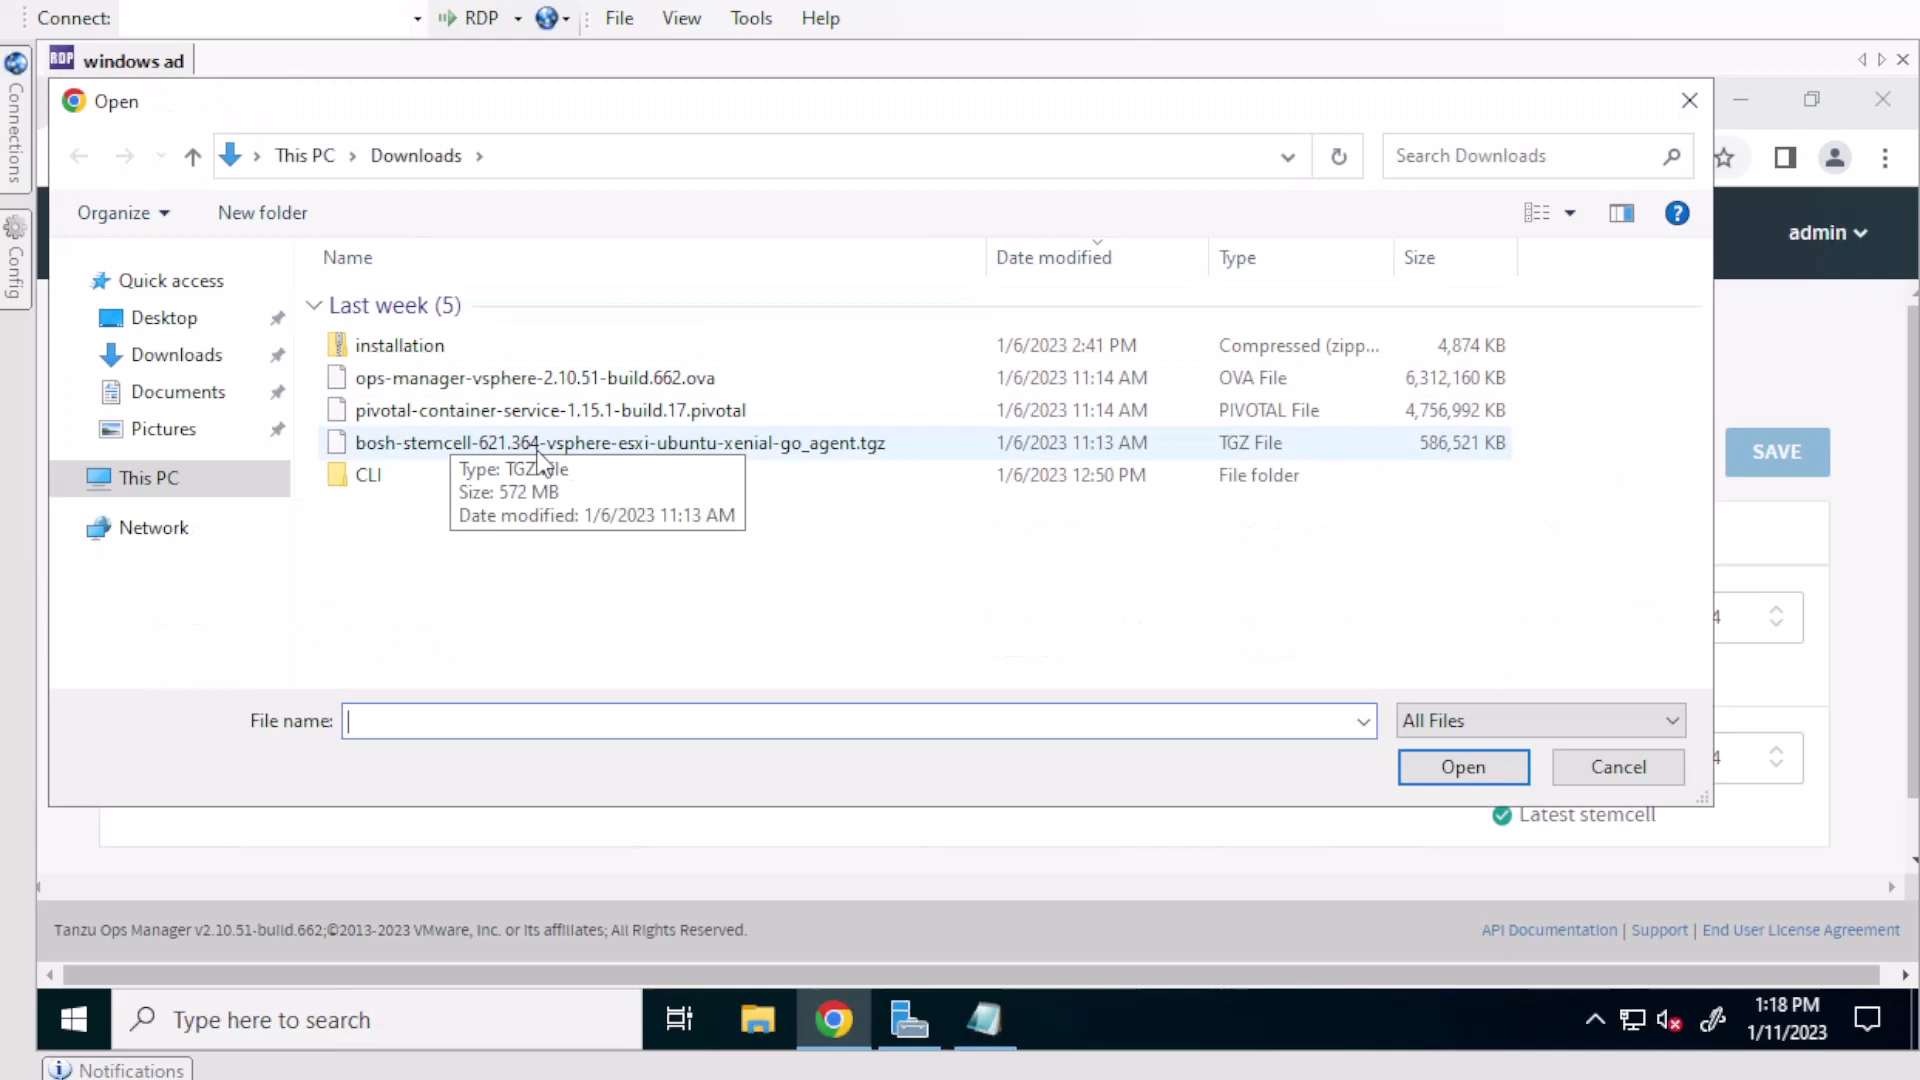 Connect:
RDP
File
View
Tools
Help
RDP
windows ad
Connections
Config
Open
This PC
Downloads
Search Downloads
Organize
New folder
admin
Name
Date modified
Type
Size
Quick access
Desktop
Downloads
Documents
Pictures
This PC
Network
Last week (5)
installation
1/6/2023 2:41 PM
Compressed (zipp...
4,874 KB
ops-manager-vsphere-2.10.51-build.662.ova
1/6/2023 11:14 AM
OVA File
6,312,160 KB
pivotal-container-service-1.15.1-build.17.pivotal
1/6/2023 11:14 AM
PIVOTAL File
4,756,992 KB
bosh-stemcell-621.364-vsphere-esxi-ubuntu-xenial-go_agent.tgz
1/6/2023 11:13 AM
TGZ File
586,521 KB
CLI
1/6/2023 12:50 PM
File folder
Type: TGZ File
Size: 572 MB
Date modified: 1/6/2023 11:13 AM
SAVE
4
File name:
All Files
Open
Cancel
4
Latest stemcell
Tanzu Ops Manager v2.10.51-build.662;©2013-2023 VMware, Inc. or its affiliates; All Rights Reserved.
API Documentation | Support | End User License Agreement
Type here to search
1:18 PM
1/11/2023
Notifications